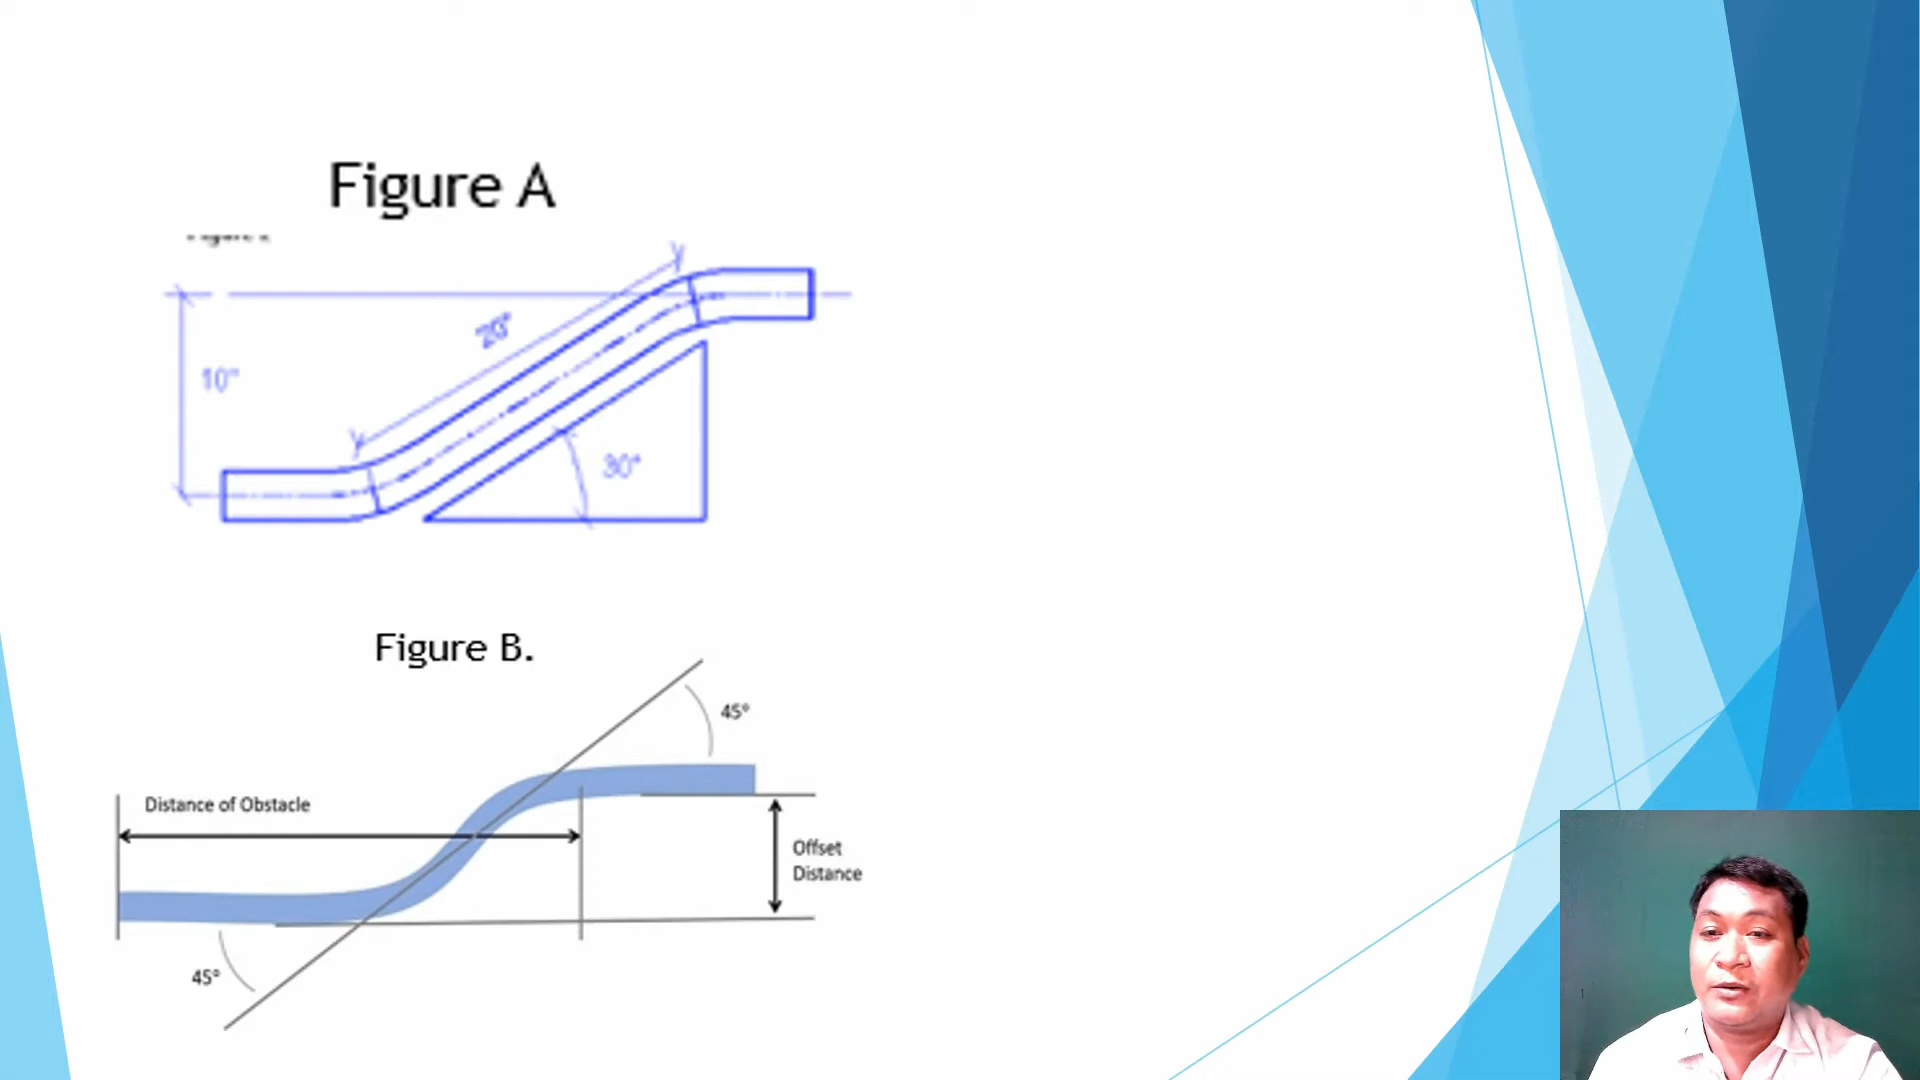 Figure A
10"
20"
30°
Figure B.
45°
Distance of Obstacle
Offset
Distance
45°